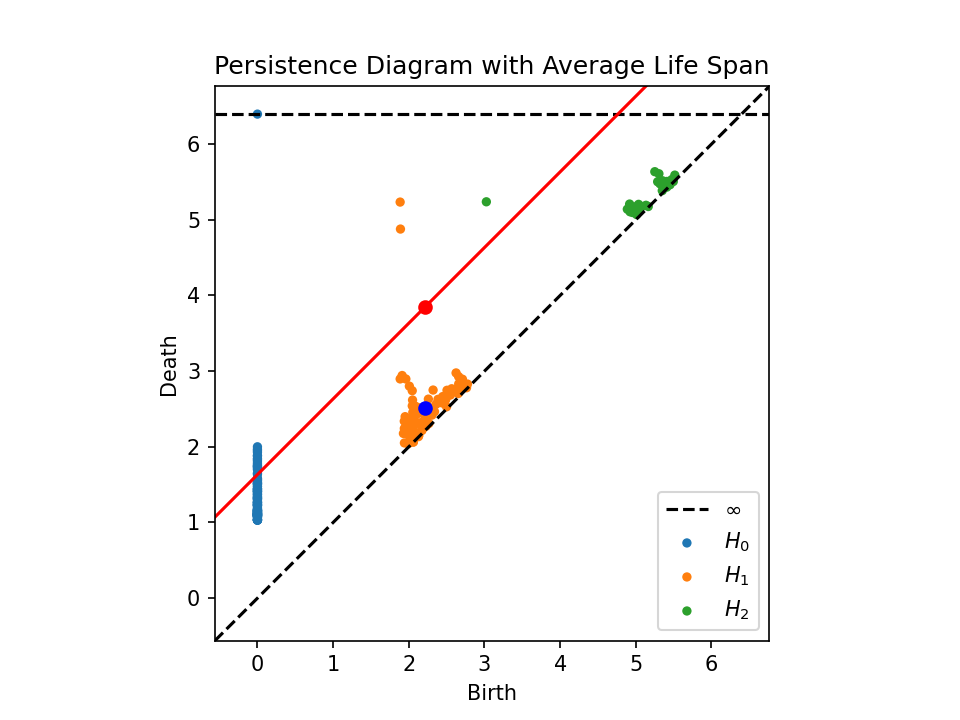 Persistence Diagram with Average Life Span
Death
6
5
4
3
2
1
0
0 1 2 3 4 5 6
Birth
∞
H₀
H₁
H₂